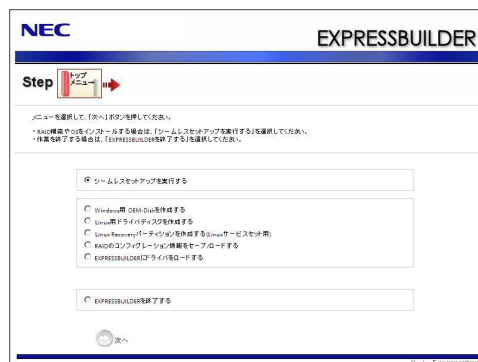 NEC
EXPRESSBUILDER
Step
トップ
メニュー
メニューを選択して、「次へ」ボタンを押してください。
・RAID構築やOSをインストールする場合は、「シームレスセットアップを実行する」を選択してください。
・作業を終了する場合は、「EXPRESSBUILDERを終了する」を選択してください。
シームレスセットアップを実行する
Windows用 OEM-Diskを作成する
Linux用ドライバディスクを作成する
Linux Recoveryパーティションを作成する(Linuxサービスセット用)
RAIDのコンフィグレーション情報をセーブ/ロードする
EXPRESSBUILDERにドライバをロードする
EXPRESSBUILDERを終了する
次へ